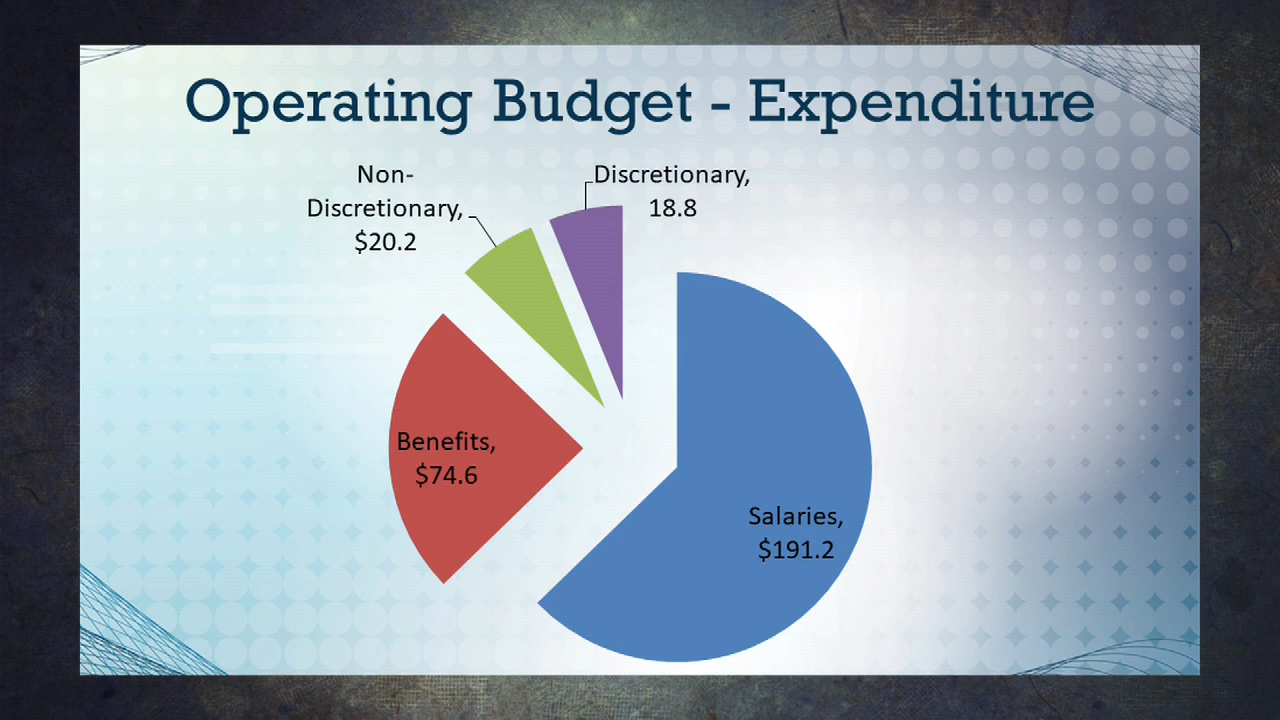 Operating Budget - Expenditure
Non-
Discretionary,
$20.2
Discretionary,
18.8
Benefits,
$74.6
Salaries,
$191.2